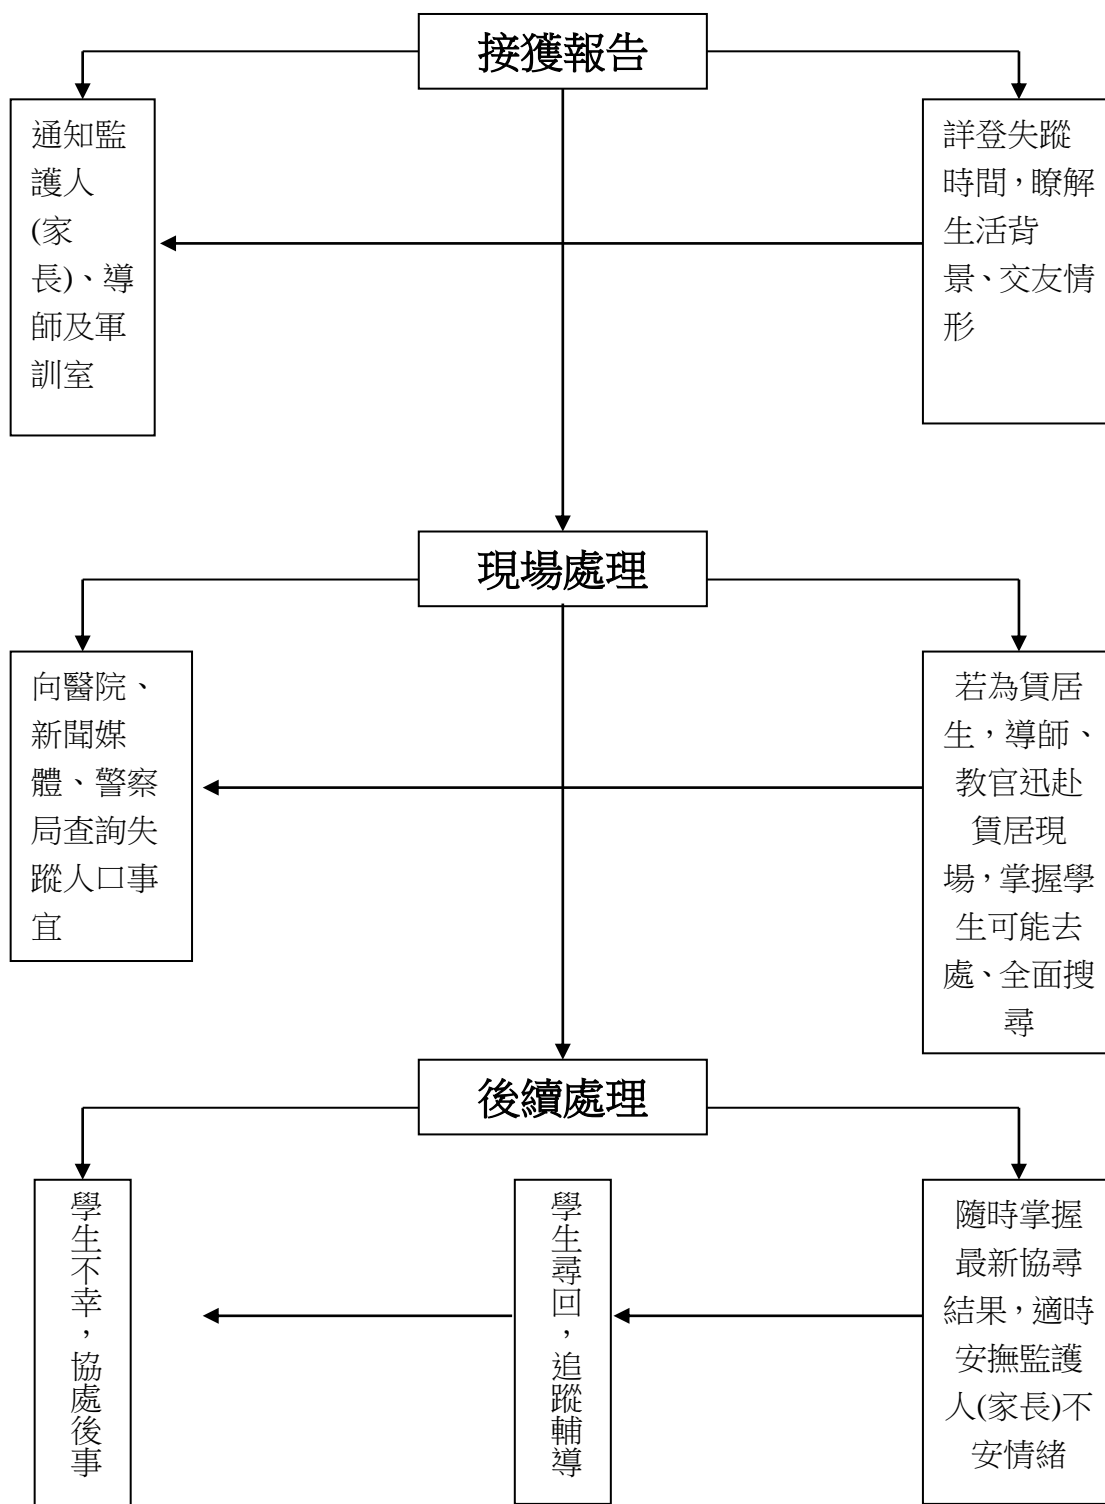 接獲報告
通知監
護人
(家
長)、導
師及軍
訓室
詳登失蹤
時間，瞭解
生活背
景、交友情
形
現場處理
向醫院、
新聞媒
體、警察
局查詢失
蹤人口事
宜
若為賃居
生，導師、
教官迅赴
賃居現
場，掌握學
生可能去
處、全面搜
尋
後續處理
學生不幸，協處後事
學生尋回，追蹤輔導
隨時掌握
最新協尋
結果，適時
安撫監護
人(家長)不
安情緒